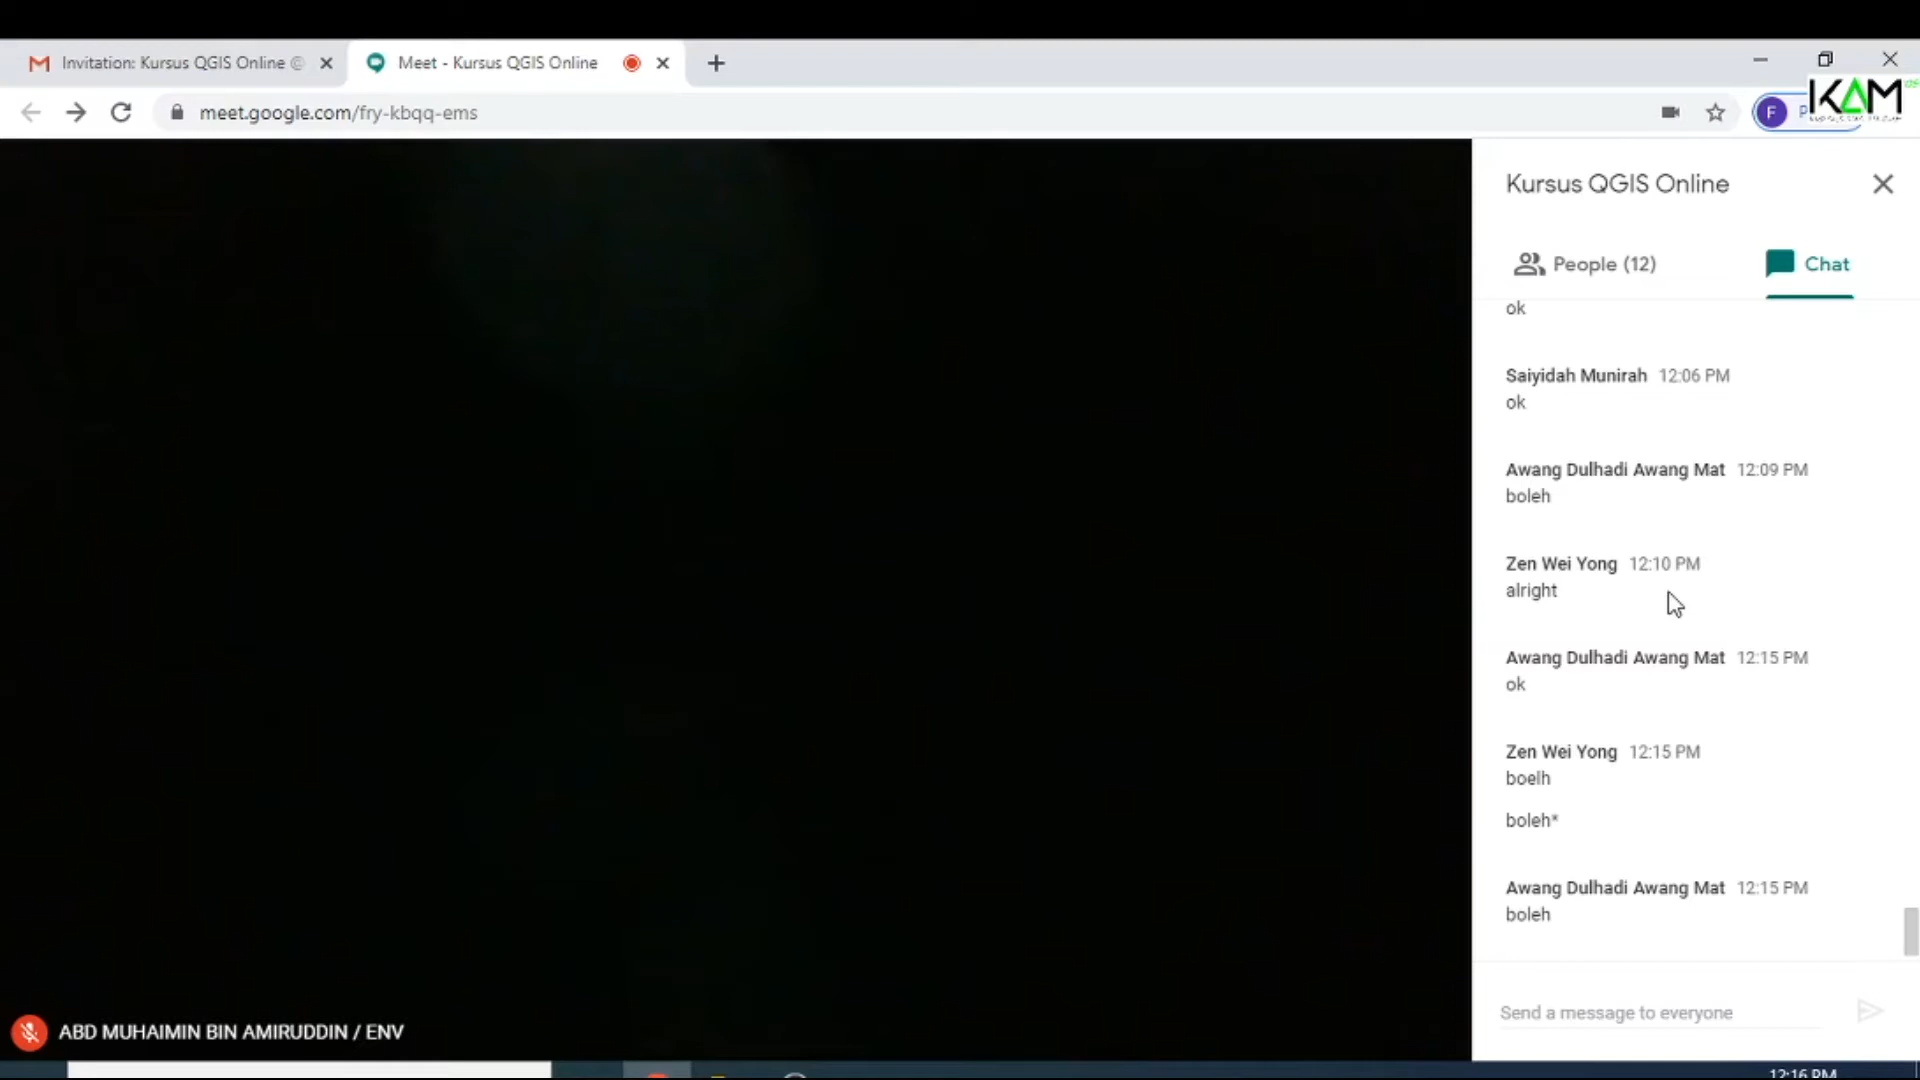 Invitation: Kursus QGIS Online @
Meet - Kursus QGIS Online
meet.google.com/fry-kbqq-ems
F
KAM
Kursus QGIS Online
People (12)
Chat
ok
Saiyidah Munirah 12:06 PM
ok
Awang Dulhadi Awang Mat 12:09 PM
boleh
Zen Wei Yong 12:10 PM
alright
Awang Dulhadi Awang Mat 12:15 PM
ok
Zen Wei Yong 12:15 PM
boelh
boleh*
Awang Dulhadi Awang Mat 12:15 PM
boleh
Send a message to everyone
ABD MUHAIMIN BIN AMIRUDDIN / ENV
12:16 PM